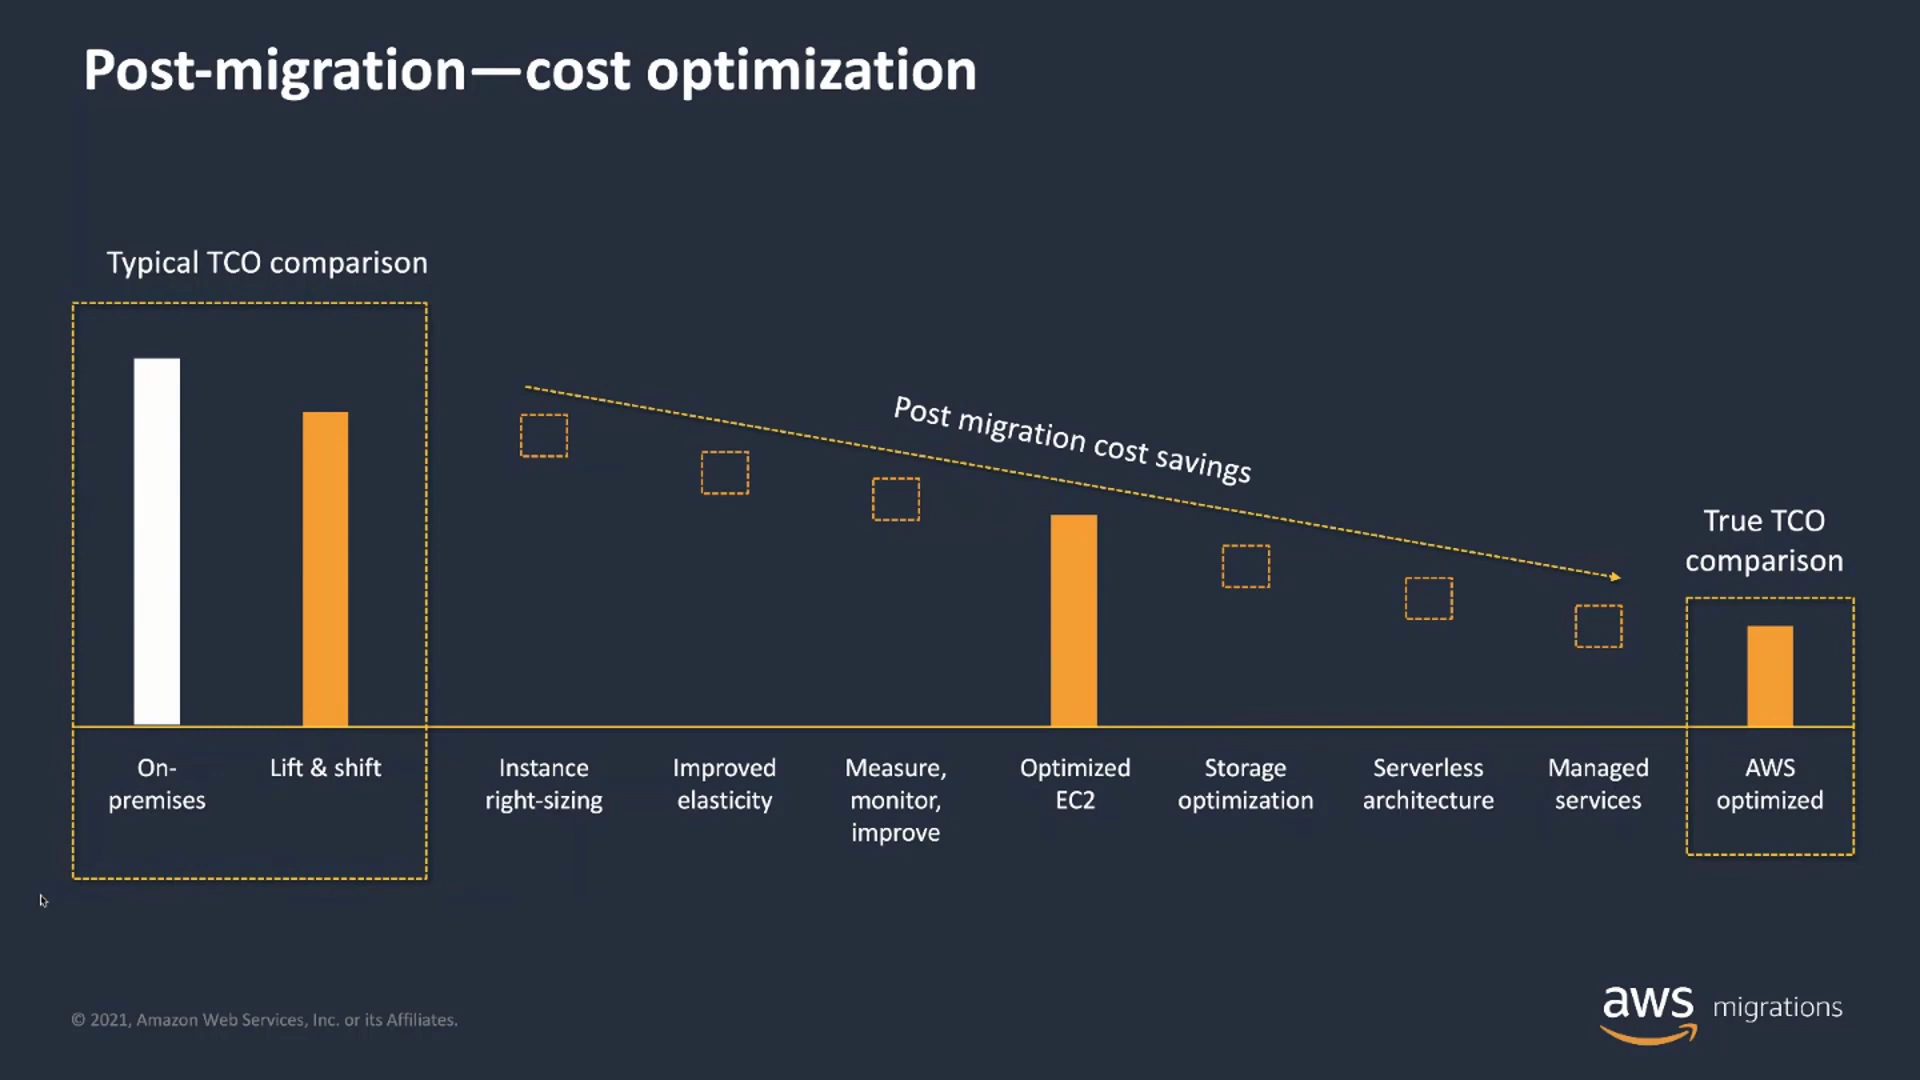 Post-migration—cost optimization
Typical TCO comparison
Post migration cost savings
True TCO
comparison
On-
premises
Lift & shift
Instance
right-sizing
Improved
elasticity
Measure,
monitor,
improve
Optimized
EC2
Storage
optimization
Serverless
architecture
Managed
services
AWS
optimized
© 2021, Amazon Web Services, Inc. or its Affiliates.
aws migrations